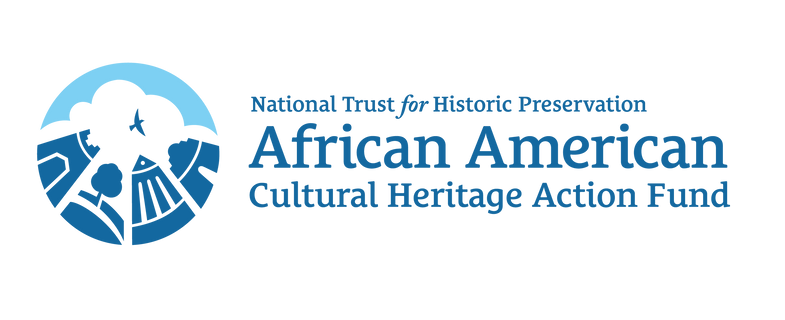 National Trust for Historic Preservation
African American
Cultural Heritage Action Fund